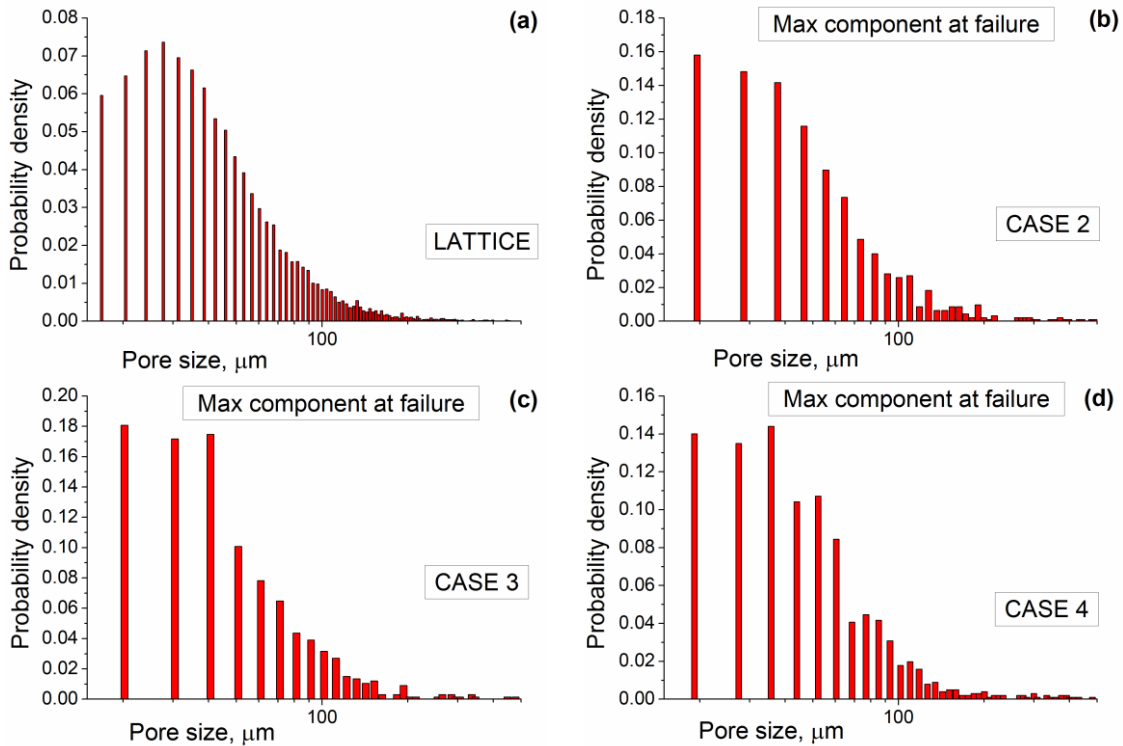 (a)
0.08
0.07
0.06
0.05
0.04
0.03
0.02
0.01
0.00
Probability density
LATTICE
100
Pore size, μm
(b)
Max component at failure
0.18
0.16
0.14
0.12
0.10
0.08
0.06
0.04
0.02
0.00
Probability density
CASE 2
100
Pore size, μm
(c)
Max component at failure
0.20
0.18
0.16
0.14
0.12
0.10
0.08
0.06
0.04
0.02
0.00
Probability density
CASE 3
100
Pore size, μm
(d)
Max component at failure
0.16
0.14
0.12
0.10
0.08
0.06
0.04
0.02
0.00
Probability density
CASE 4
100
Pore size, μm